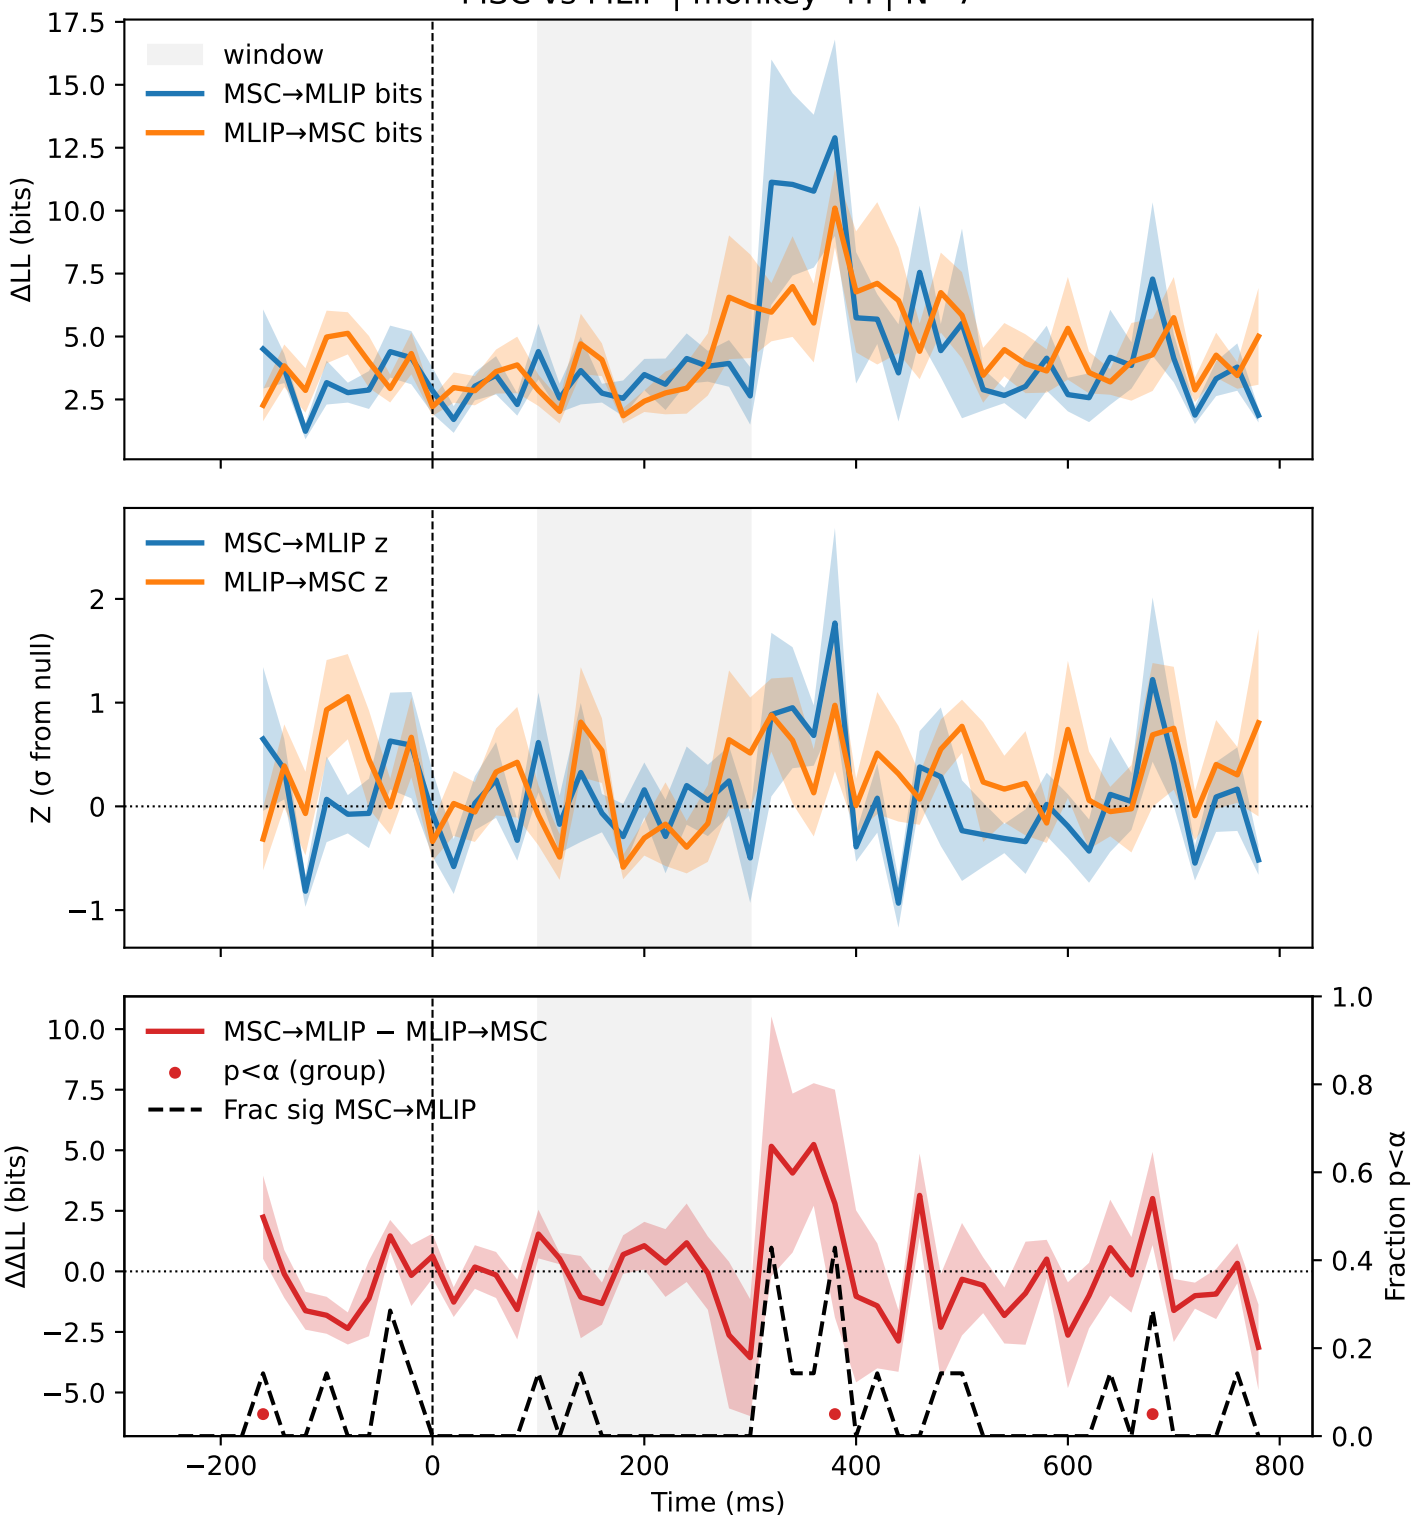 17.5
15.0
12.5
10.0
7.5
5.0
2.5
ΔLL (bits)
window
MSC→MLIP bits
MLIP→MSC bits
2
1
0
−1
Z (σ from null)
MSC→MLIP z
MLIP→MSC z
10.0
7.5
5.0
2.5
0.0
−2.5
−5.0
ΔΔLL (bits)
MSC→MLIP − MLIP→MSC
p<α (group)
Frac sig MSC→MLIP
1.0
0.8
0.6
0.4
0.2
0.0
Fraction p<α
−200
0
200
400
600
800
Time (ms)